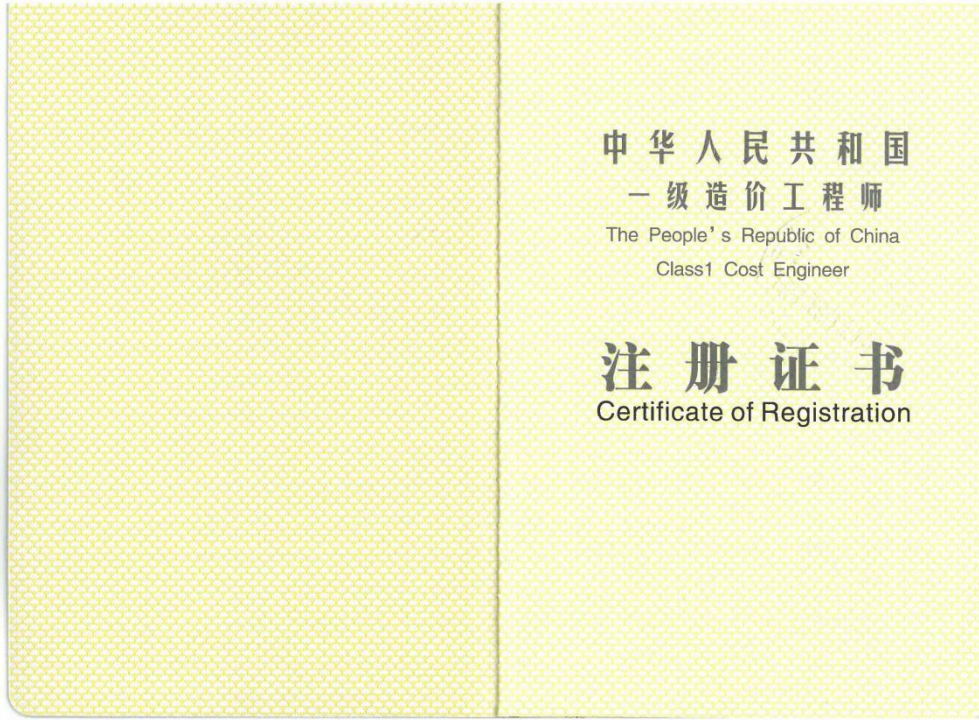 中华人民共和国
一级造价工程师
The People's Republic of China
Class1 Cost Engineer
注册证书
Certificate of Registration